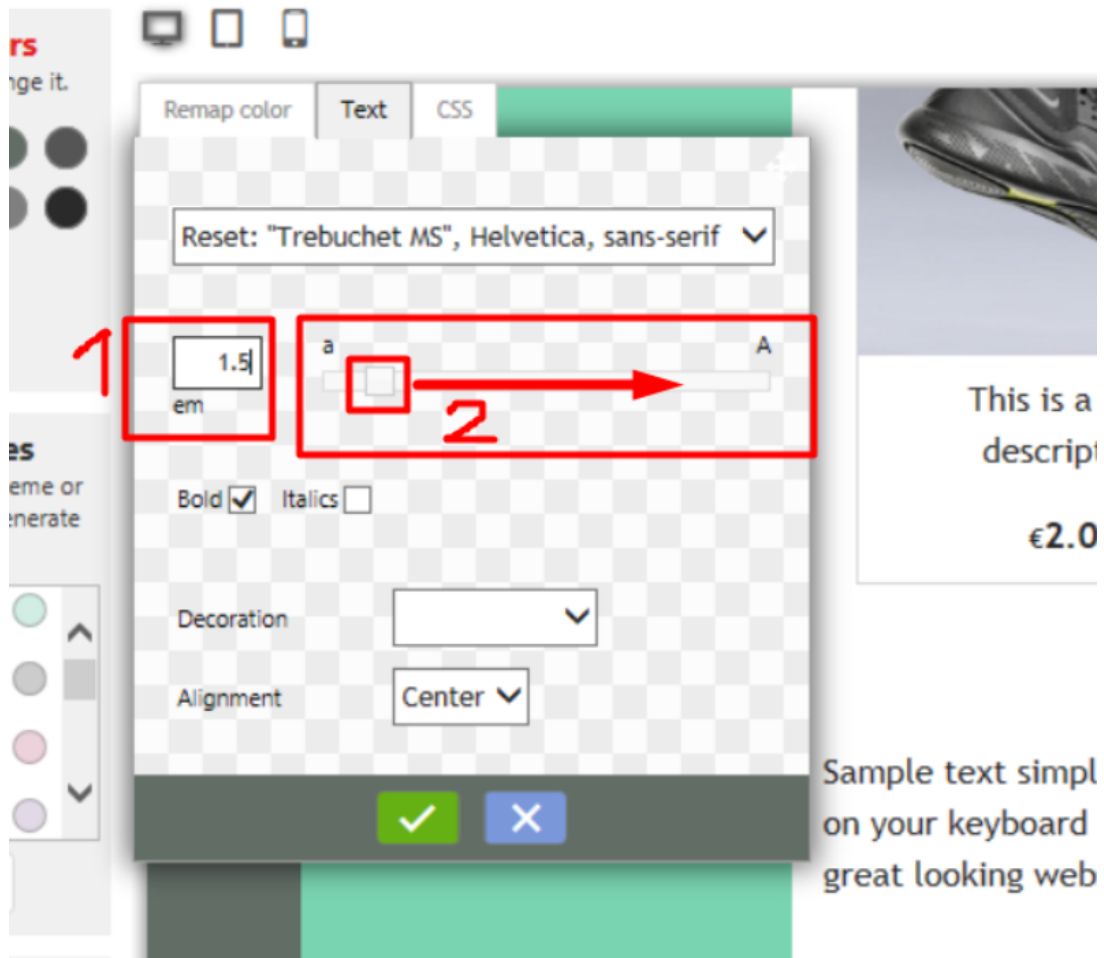 rs
nge it.
Remap color Text CSS
Reset: "Trebuchet MS", Helvetica, sans-serif
1
1.5
em
a A
2
Bold Italics
Decoration
Alignment Center
es
eme or
enerate
This is a
descript
€2.0
Sample text simpl
on your keyboard
great looking web